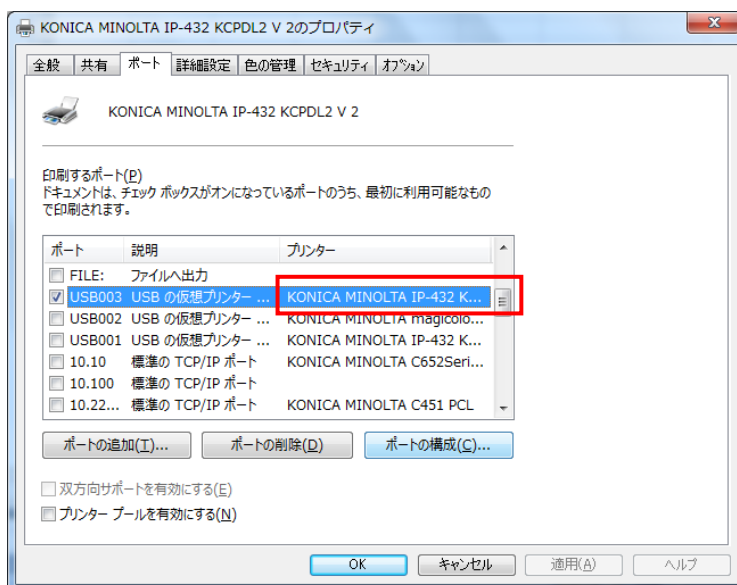 KONICA MINOLTA IP-432 KCPDL2 V 2のプロパティ
全般 共有 ポート 詳細設定 色の管理 セキュリティ オプション
KONICA MINOLTA IP-432 KCPDL2 V 2
印刷するポート(P)
ドキュメントは、チェック ボックスがオンになっているポートのうち、最初に利用可能なもの
で印刷されます。
ポート 説明 プリンター
FILE: ファイルへ出力
USB003 USB の仮想プリンター ... KONICA MINOLTA IP-432 K...
USB002 USB の仮想プリンター ... KONICA MINOLTA magicolo...
USB001 USB の仮想プリンター ... KONICA MINOLTA IP-432 K...
10.10 標準の TCP/IP ポート KONICA MINOLTA C652Seri...
10.100 標準の TCP/IP ポート
10.22... 標準の TCP/IP ポート KONICA MINOLTA C451 PCL
ポートの追加(T)... ポートの削除(D) ポートの構成(C)...
双方向サポートを有効にする(E)
プリンター プールを有効にする(N)
OK キャンセル 適用(A) ヘルプ